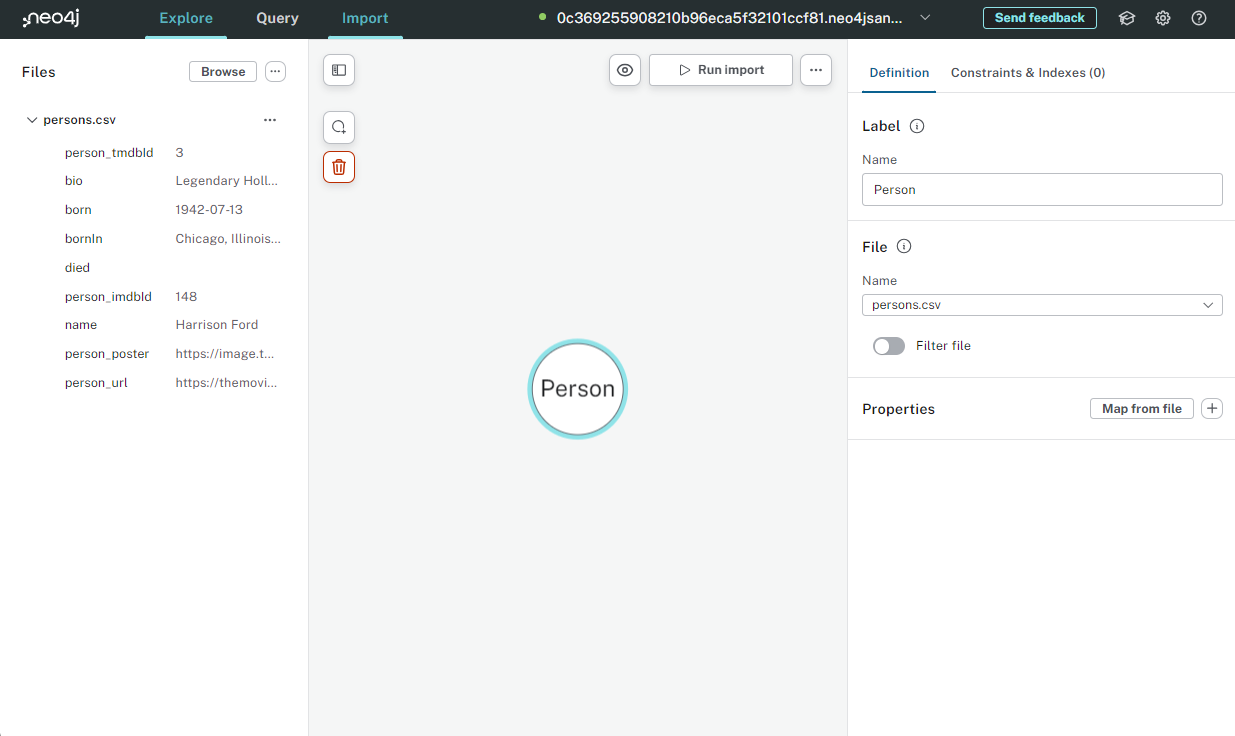 neo4j Explore Query Import 0c369255908210b96eca5f32101ccf81.neo4jsan... Send feedback
Files Browse
persons.csv
person_tmdbId 3
bio Legendary Holl...
born 1942-07-13
bornIn Chicago, Illinois...
died
person_imdbId 148
name Harrison Ford
person_poster https://image.t...
person_url https://themovi...
Run import
Person
Definition Constraints & Indexes (0)
Label
Name
Person
File
Name
persons.csv
Filter file
Properties Map from file